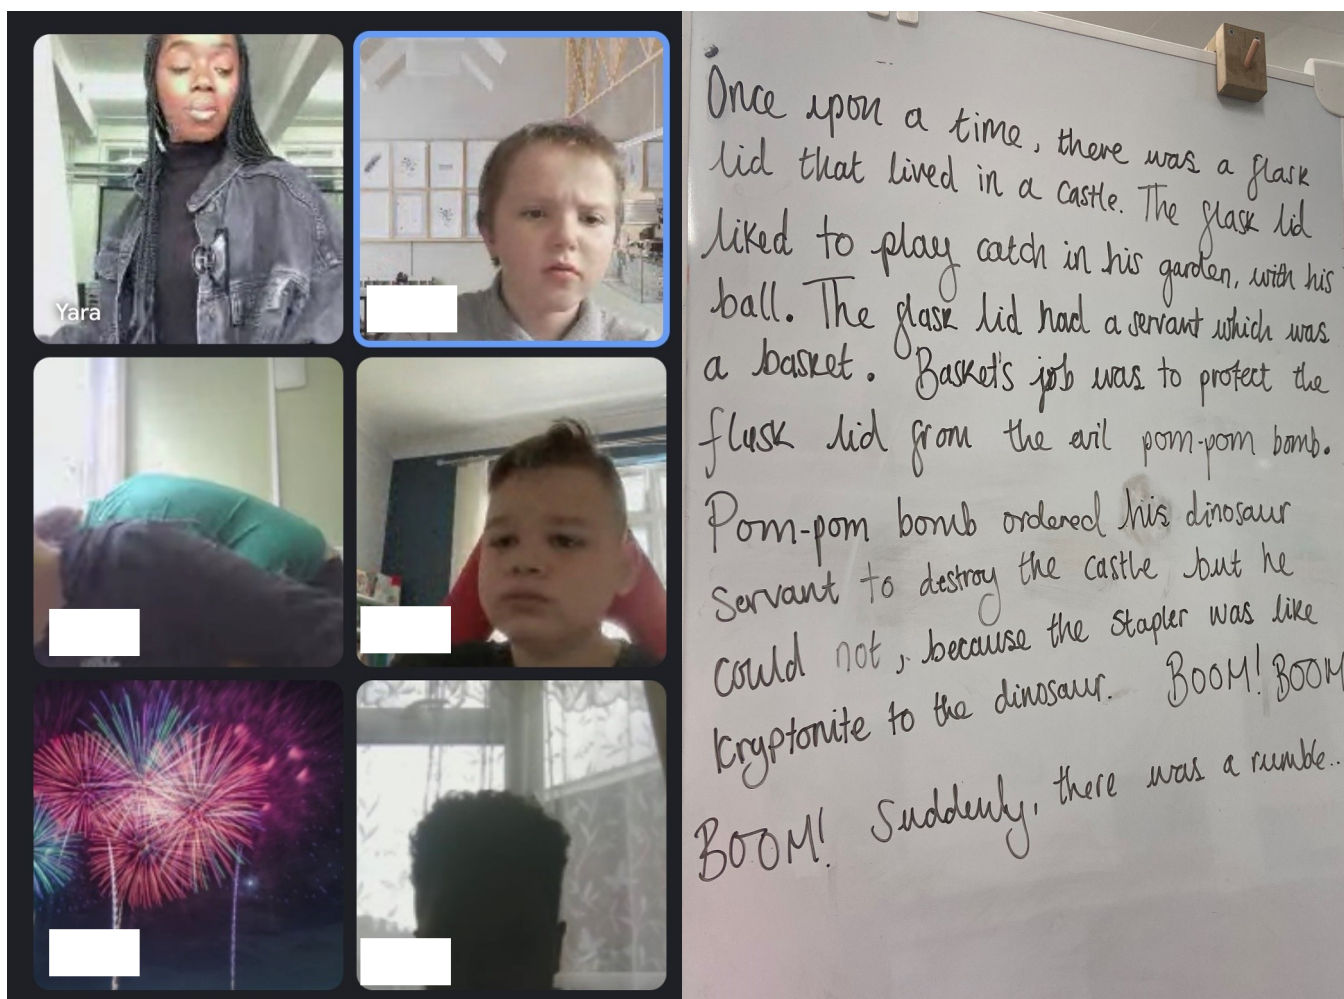 Yara
Once upon a time, there was a flask
lid that lived in a castle. The flask lid
liked to play catch in his garden, with his
ball. The flask lid had a servant which was
a basket. Basket's job was to protect the
flusk lid from the evil pom-pom bomb.
Pom-pom bomb ordered his dinosaur
servant to destroy the castle but he
could not, because the stapler was like
kryptonite to the dinosaur. BOOM! BOOM
BOOM! Suddenly, there was a rumble..